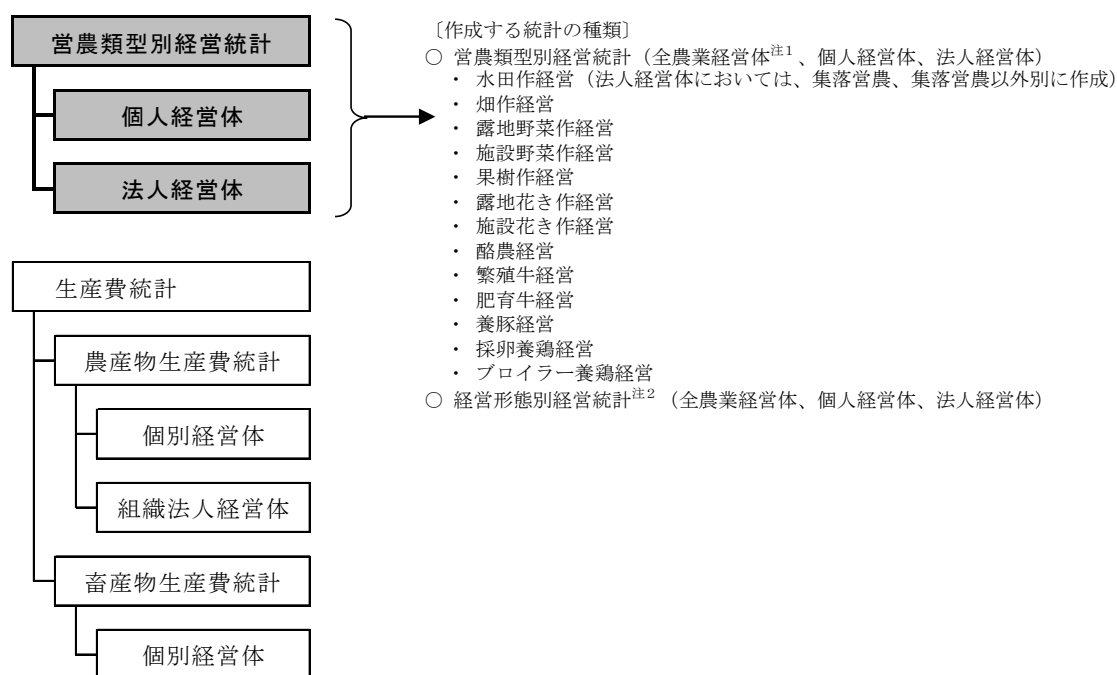 営農類型別経営統計
個人経営体
法人経営体
生産費統計
農産物生産費統計
個別経営体
組織法人経営体
畜産物生産費統計
個別経営体
〔作成する統計の種類〕
○ 営農類型別経営統計（全農業経営体注１、個人経営体、法人経営体）
・ 水田作経営（法人経営体においては、集落営農、集落営農以外別に作成）
・ 畑作経営
・ 露地野菜作経営
・ 施設野菜作経営
・ 果樹作経営
・ 露地花き作経営
・ 施設花き作経営
・ 酪農経営
・ 繁殖牛経営
・ 肥育牛経営
・ 養豚経営
・ 採卵養鶏経営
・ ブロイラー養鶏経営
○ 経営形態別経営統計注２（全農業経営体、個人経営体、法人経営体）